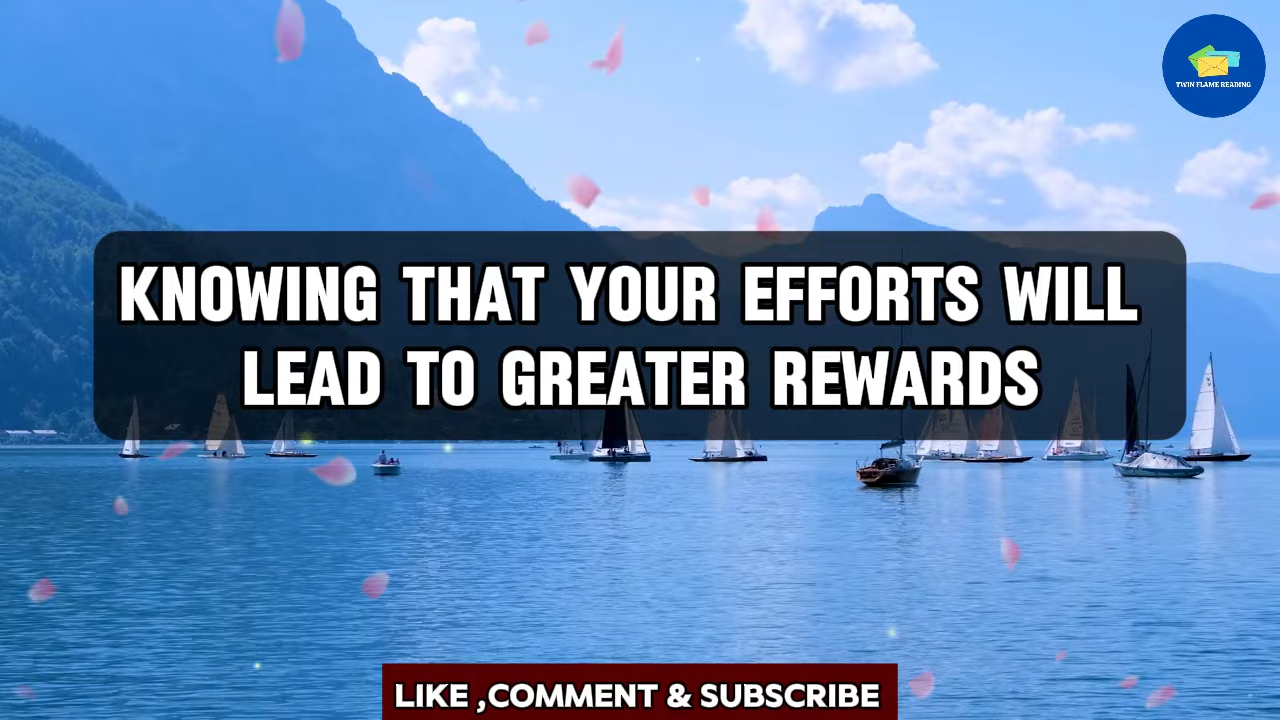 TWIN FLAME READING
KNOWING THAT YOUR EFFORTS WILL
LEAD TO GREATER REWARDS
LIKE ,COMMENT & SUBSCRIBE